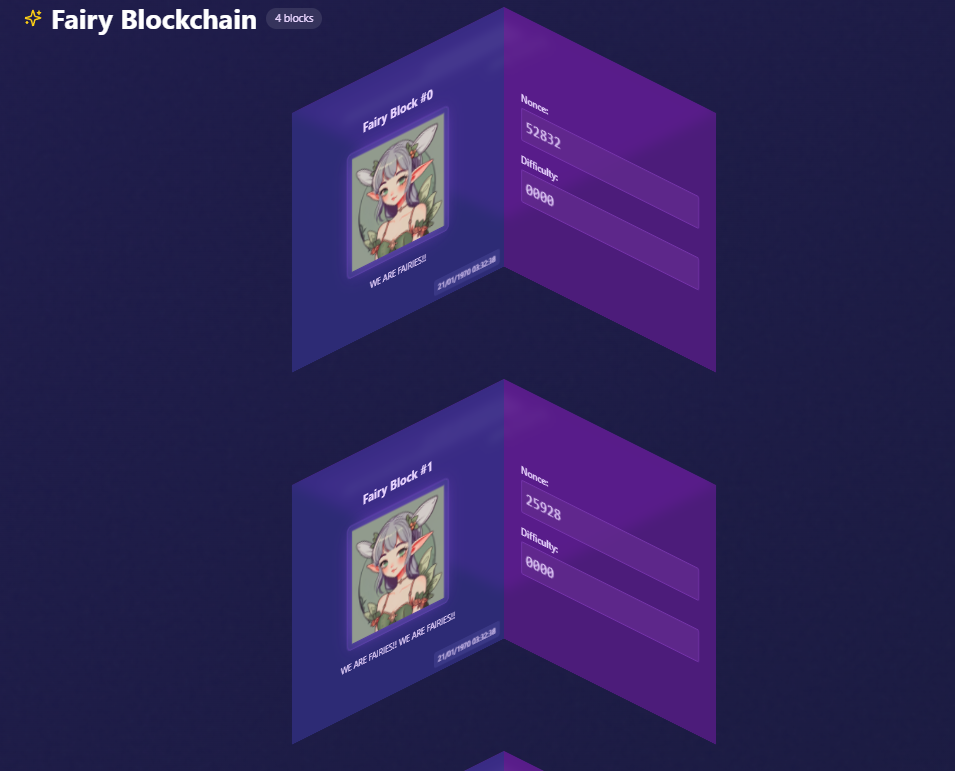 Fairy Blockchain
4 blocks
Fairy Block #0
WE ARE FAIRIES!!
21/01/1970 03:32:38
Nonce:
52832
Difficulty:
0000
Fairy Block #1
WE ARE FAIRIES!! WE ARE FAIRIES!!
21/01/1970 03:32:38
Nonce:
25928
Difficulty:
0000